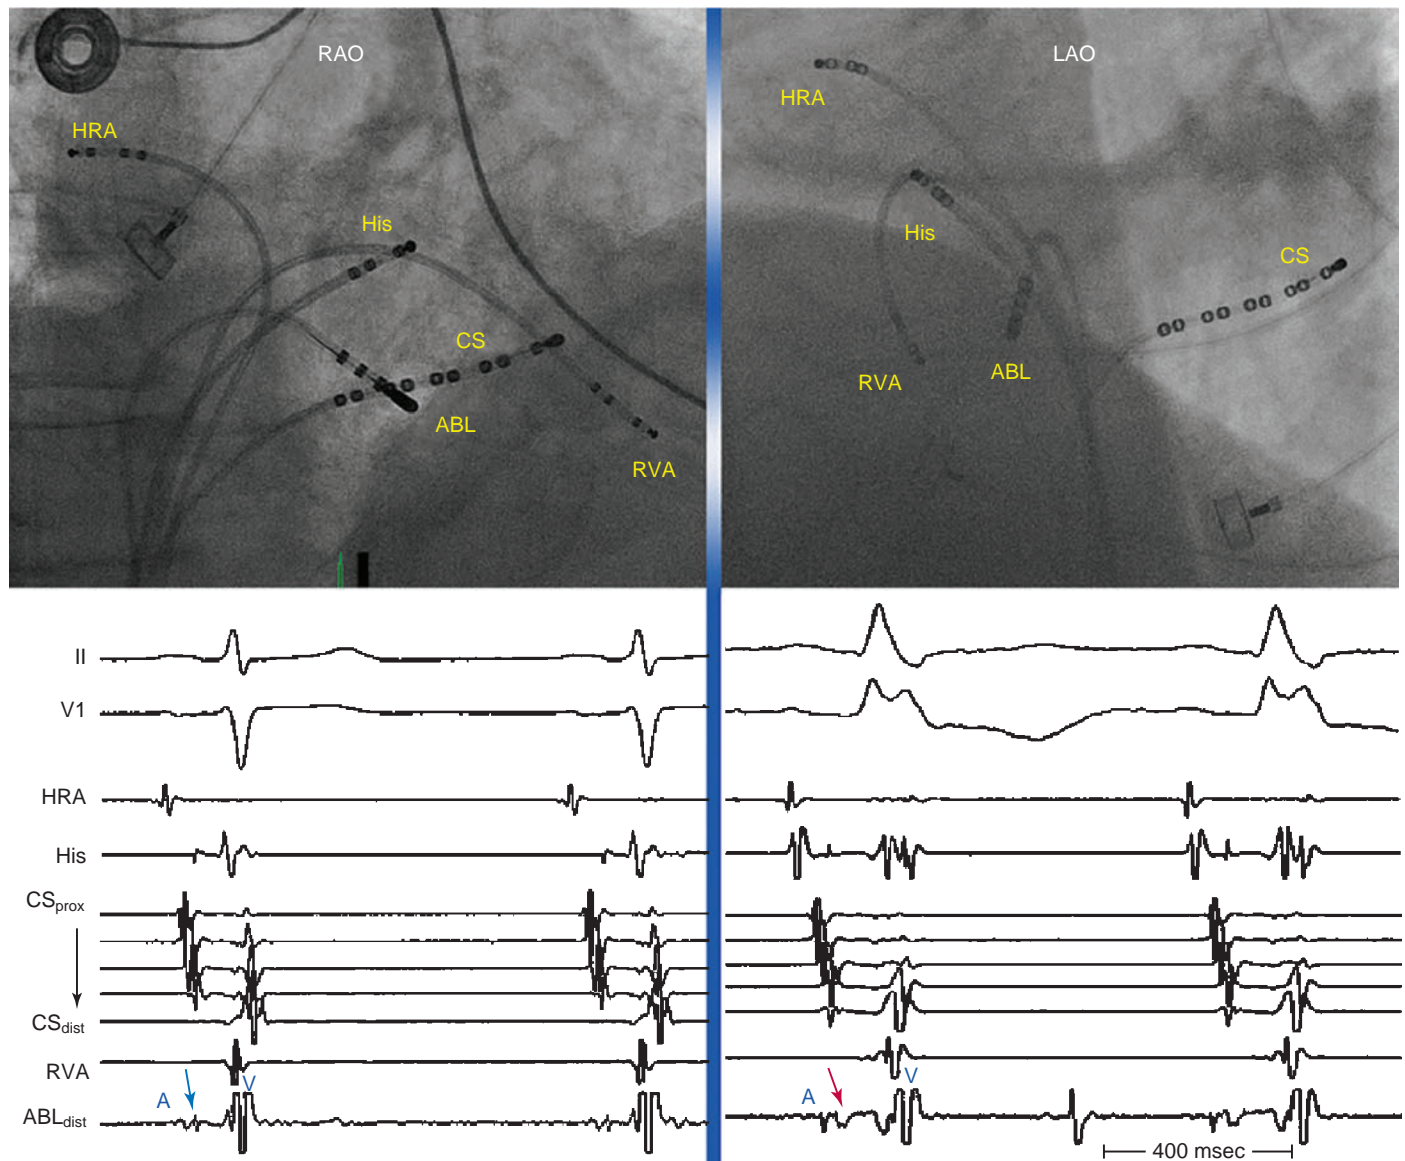 RAO
HRA
His
CS
ABL
RVA
LAO
HRA
His
CS
RVA
ABL
II
V1
HRA
His
CSprox
CSdist
RVA
ABLdist
A
V
A
V
400 msec